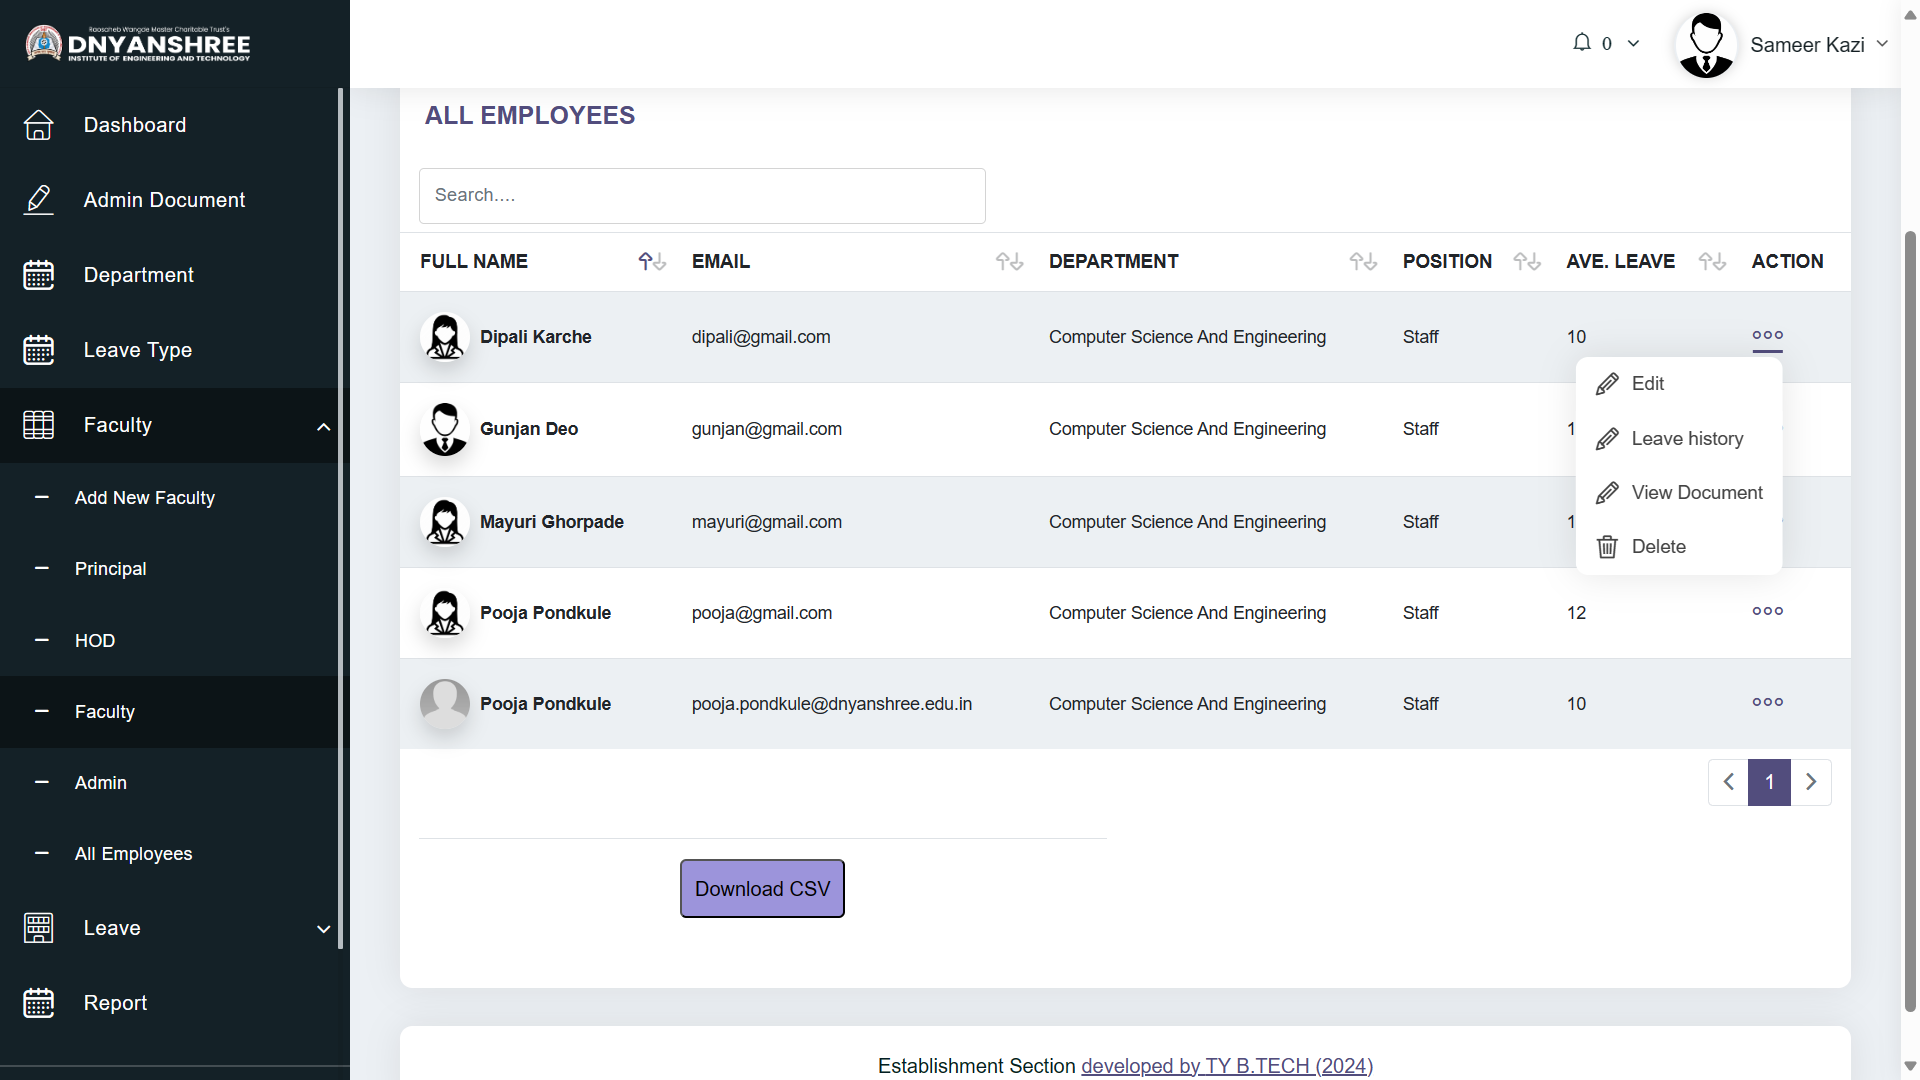 Raosaheb Wangde Master Charitable Trust's
DNYANSHREE
INSTITUTE OF ENGINEERING AND TECHNOLOGY
0
Sameer Kazi
Dashboard
Admin Document
Department
Leave Type
Faculty
Add New Faculty
Principal
HOD
Faculty
Admin
All Employees
Leave
Report
ALL EMPLOYEES
Search....
FULL NAME EMAIL DEPARTMENT POSITION AVE. LEAVE ACTION
Dipali Karche dipali@gmail.com Computer Science And Engineering Staff 10
Gunjan Deo gunjan@gmail.com Computer Science And Engineering Staff
Mayuri Ghorpade mayuri@gmail.com Computer Science And Engineering Staff
Pooja Pondkule pooja@gmail.com Computer Science And Engineering Staff 12
Pooja Pondkule pooja.pondkule@dnyanshree.edu.in Computer Science And Engineering Staff 10
Edit
Leave history
View Document
Delete
1
Download CSV
Establishment Section developed by TY B.TECH (2024)